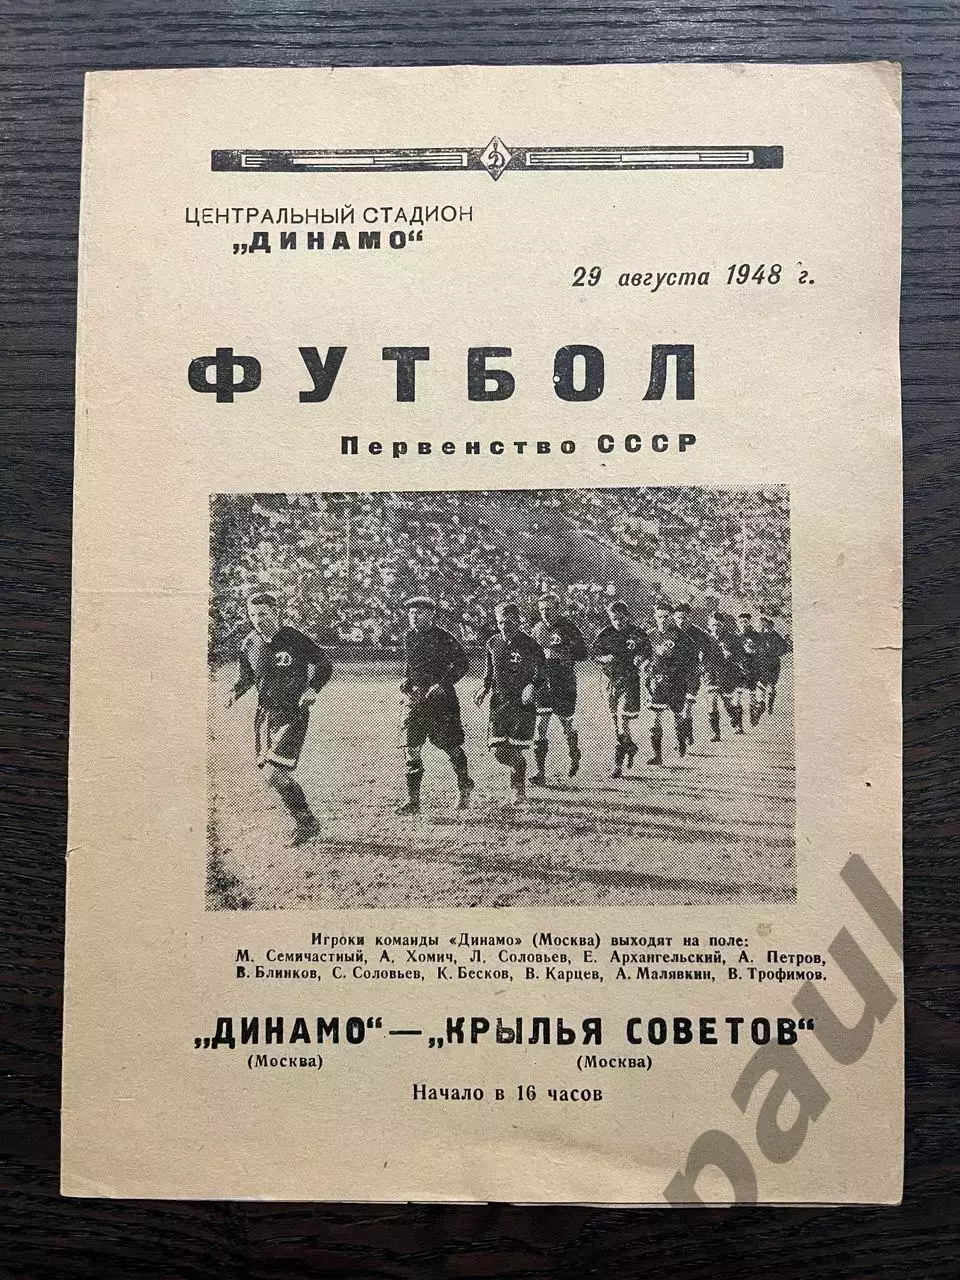 Д
ЦЕНТРАЛЬНЫЙ СТАДИОН
„ДИНАМО“
29 августа 1948 г.
ФУТБОЛ
Первенство СССР
Д
Игроки команды «Динамо» (Москва) выходят на поле:
М. Семичастный, А. Хомич, Л. Соловьев, Е. Архангельский, А. Петров,
В. Блинков, С. Соловьев, К. Бесков, В. Карцев, А. Малявкин, В. Трофимов.
„ДИНАМО“—„КРЫЛЬЯ СОВЕТОВ“
(Москва) (Москва)
Начало в 16 часов
paul